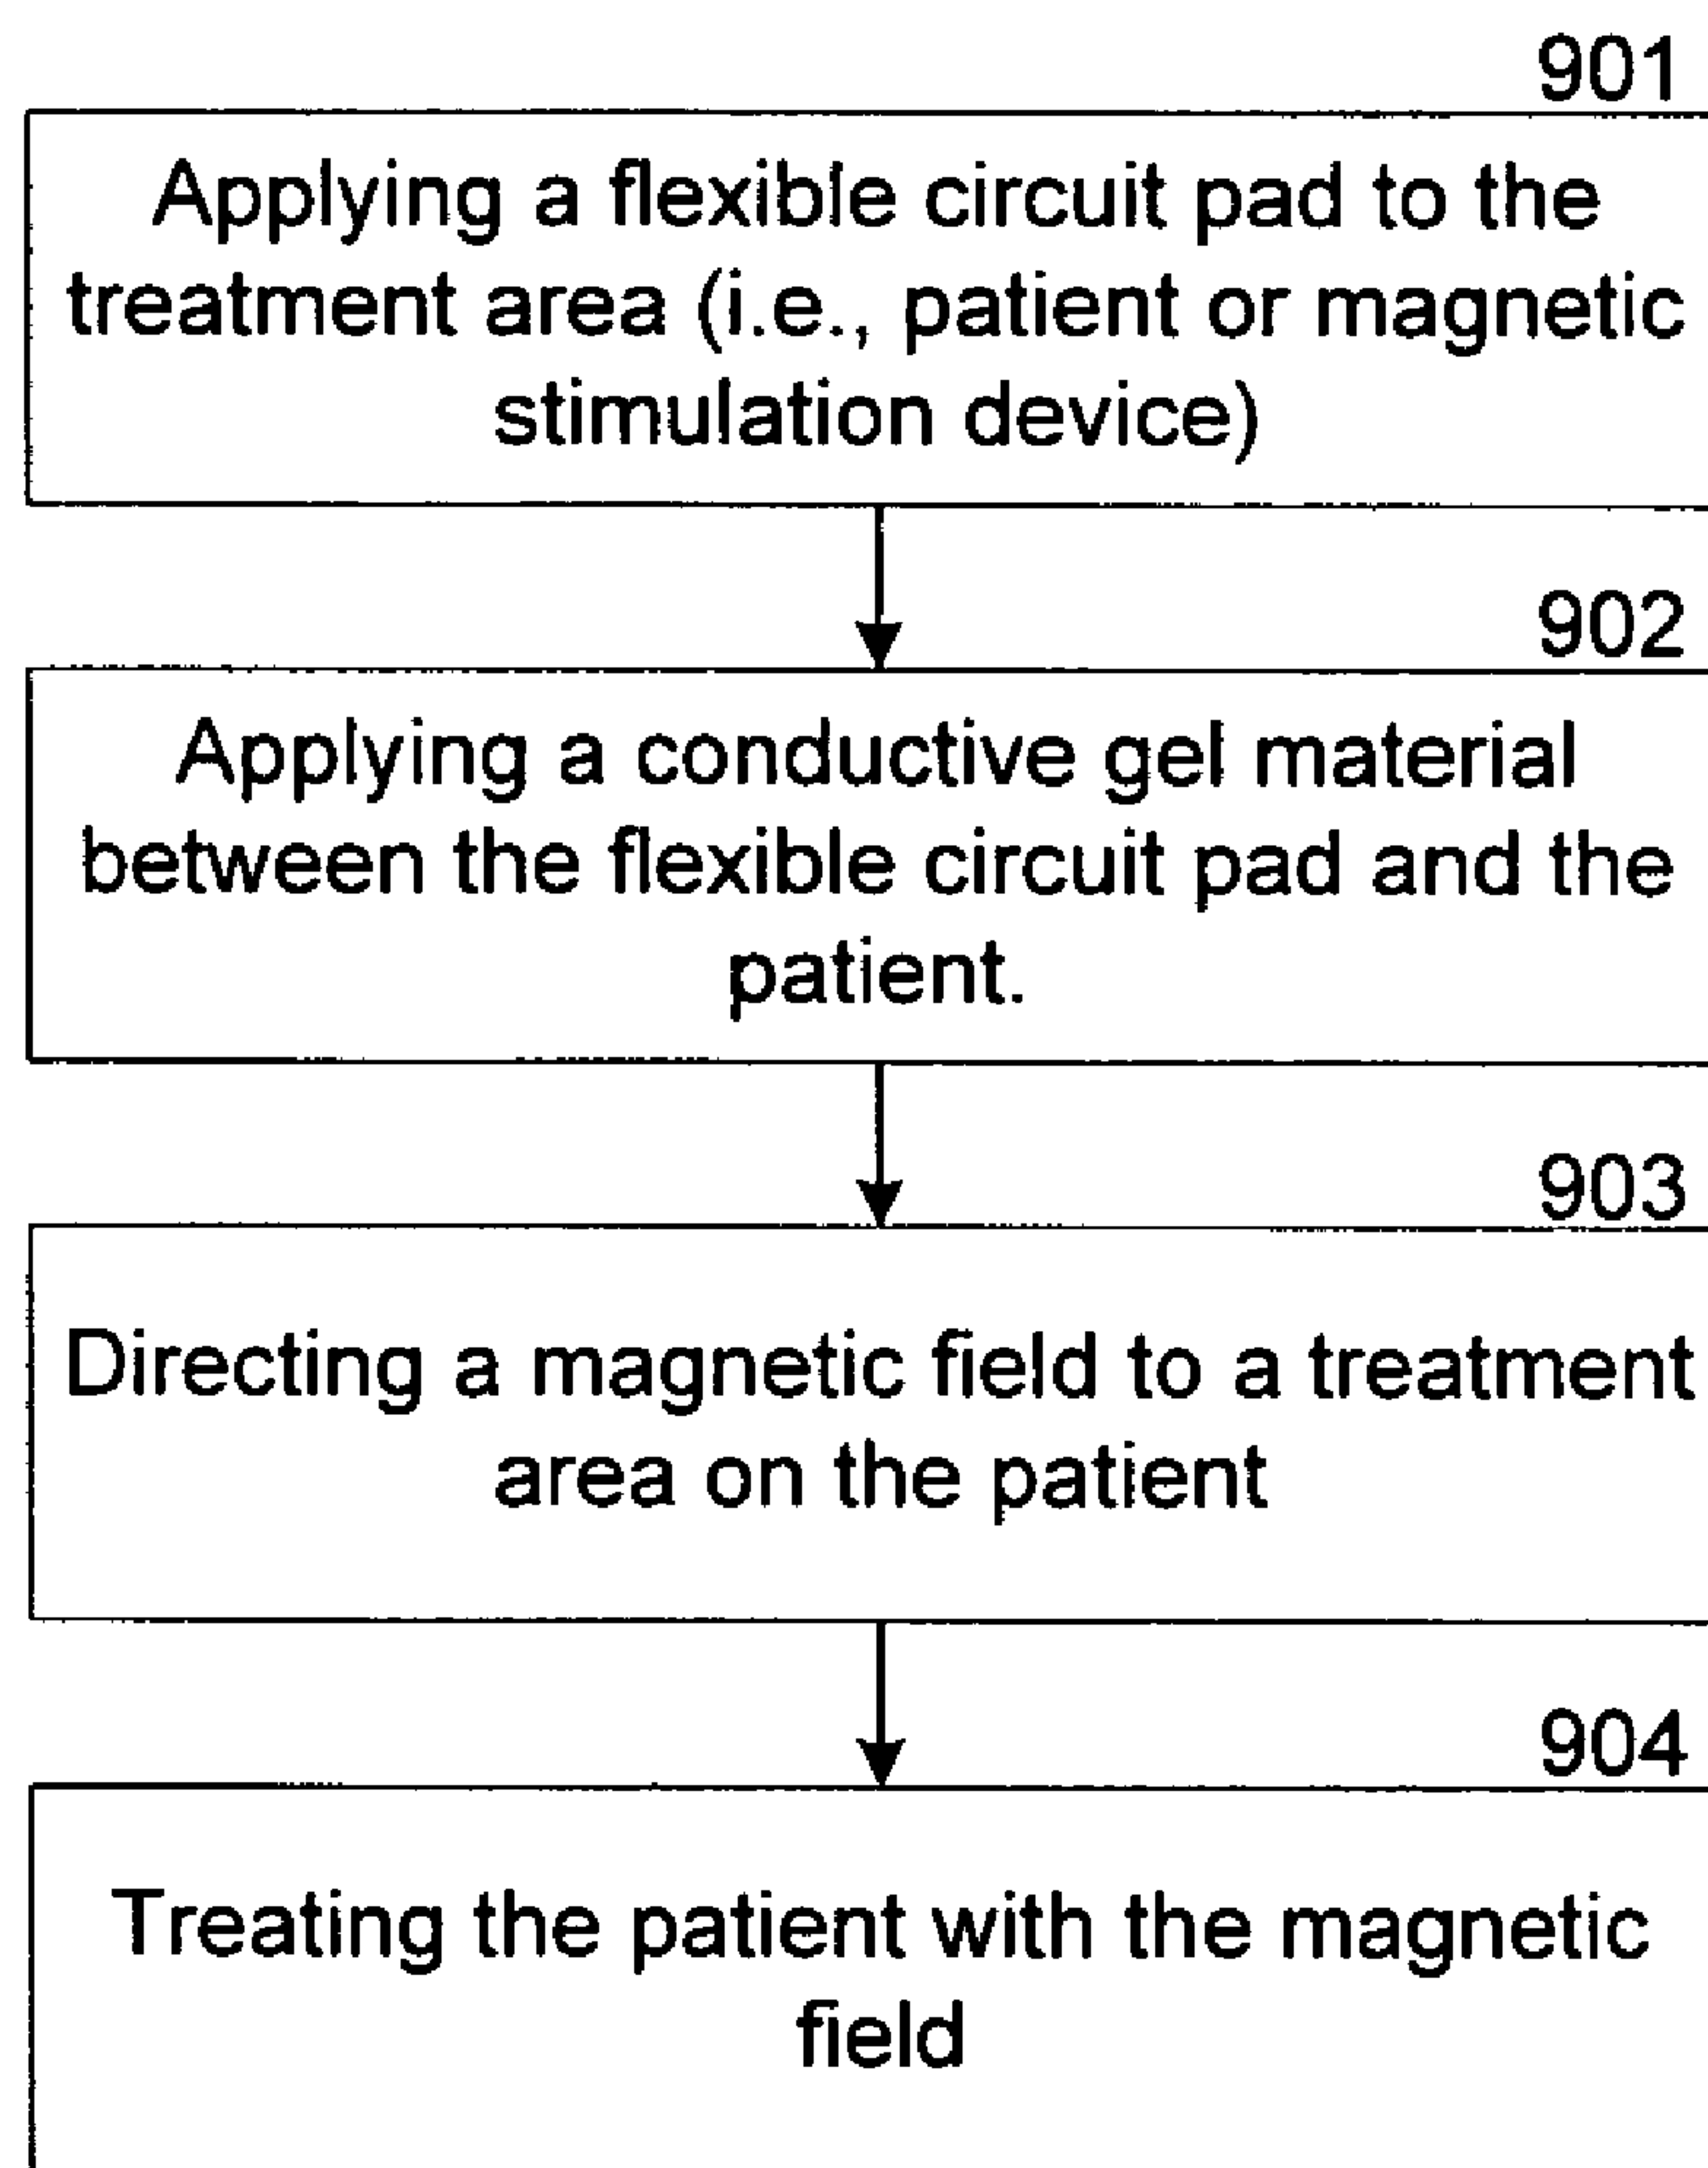 901
Applying a flexible circuit pad to the
treatment area (i.e., patient or magnetic
stimulation device)
902
Applying a conductive gel material
between the flexible circuit pad and the
patient.
903
Directing a magnetic field to a treatment
area on the patient
904
Treating the patient with the magnetic
field